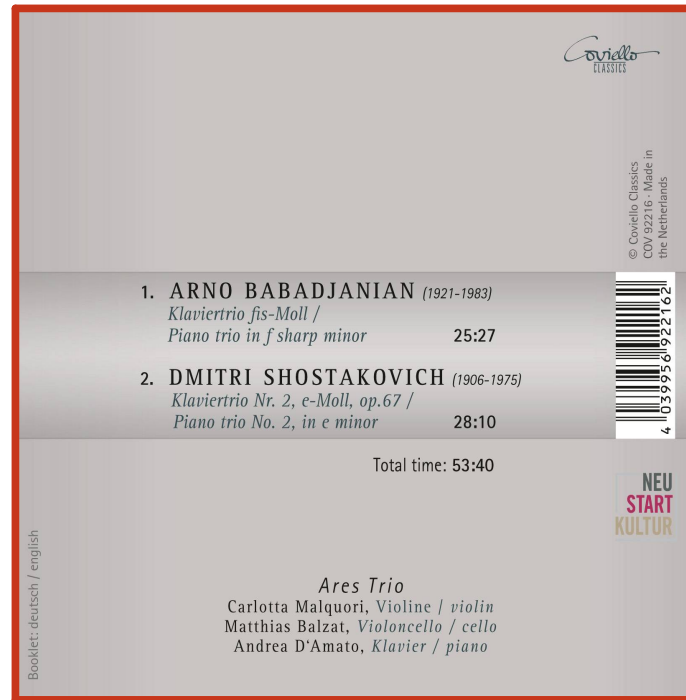 Coviello
CLASSICS
© Coviello Classics
COV 92216 · Made in
the Netherlands
1. ARNO BABADJANIAN (1921-1983)
Klaviertrio fis-Moll /
Piano trio in f sharp minor 25:27
2. DMITRI SHOSTAKOVICH (1906-1975)
Klaviertrio Nr. 2, e-Moll, op.67 /
Piano trio No. 2, in e minor 28:10
Total time: 53:40
4 039956 922162
NEU
START
KULTUR
Booklet: deutsch / english
Ares Trio
Carlotta Malquori, Violine / violin
Matthias Balzat, Violoncello / cello
Andrea D'Amato, Klavier / piano